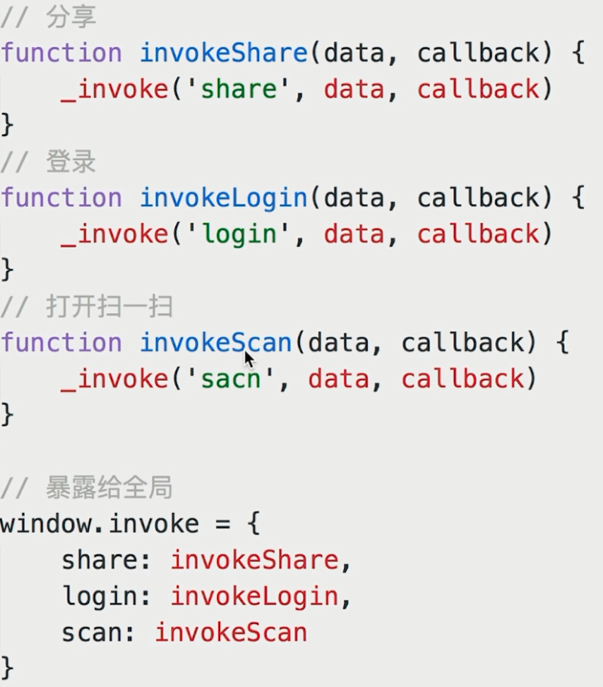 // 分享
function invokeShare(data, callback) {
    _invoke('share', data, callback)
}
// 登录
function invokeLogin(data, callback) {
    _invoke('login', data, callback)
}
// 打开扫一扫
function invokeScan(data, callback) {
    _invoke('sacn', data, callback)
}

// 暴露给全局
window.invoke = {
    share: invokeShare,
    login: invokeLogin,
    scan: invokeScan
}